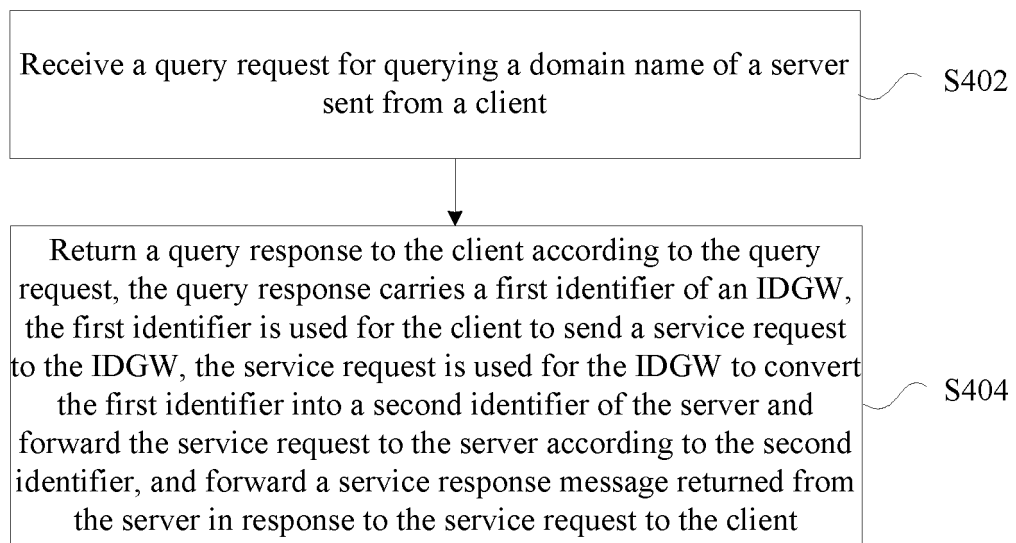 Receive a query request for querying a domain name of a server
sent from a client
S402
Return a query response to the client according to the query
request, the query response carries a first identifier of an IDGW,
the first identifier is used for the client to send a service request
to the IDGW, the service request is used for the IDGW to convert
the first identifier into a second identifier of the server and
forward the service request to the server according to the second
identifier, and forward a service response message returned from
the server in response to the service request to the client
S404